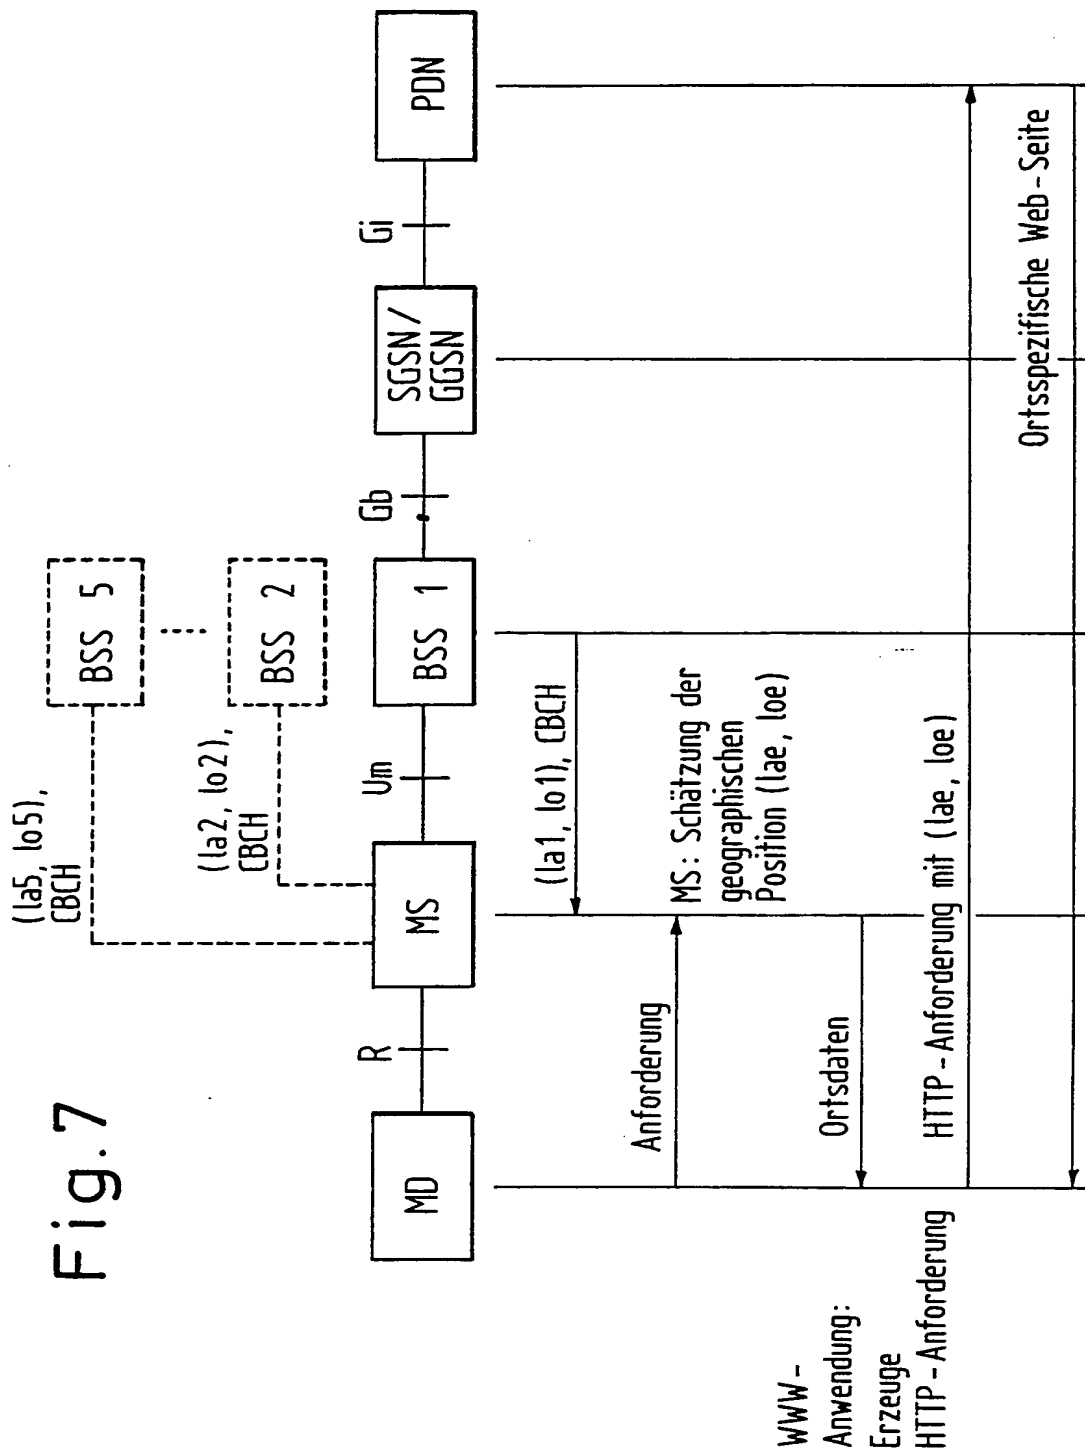 Fig.7
(la5, lo5),
CBCH
BSS 5
(la2, lo2),
CBCH
BSS 2
MD
R
MS
Um
BSS 1
Gb
SGSN/
GGSN
Gi
PDN
(la1, lo1), CBCH
Anforderung
MS: Schätzung der
geographischen
Position (lae, loe)
Ortsdaten
WWW-
Anwendung:
Erzeuge
HTTP-Anforderung
HTTP-Anforderung mit (lae, loe)
Ortsspezifische Web-Seite